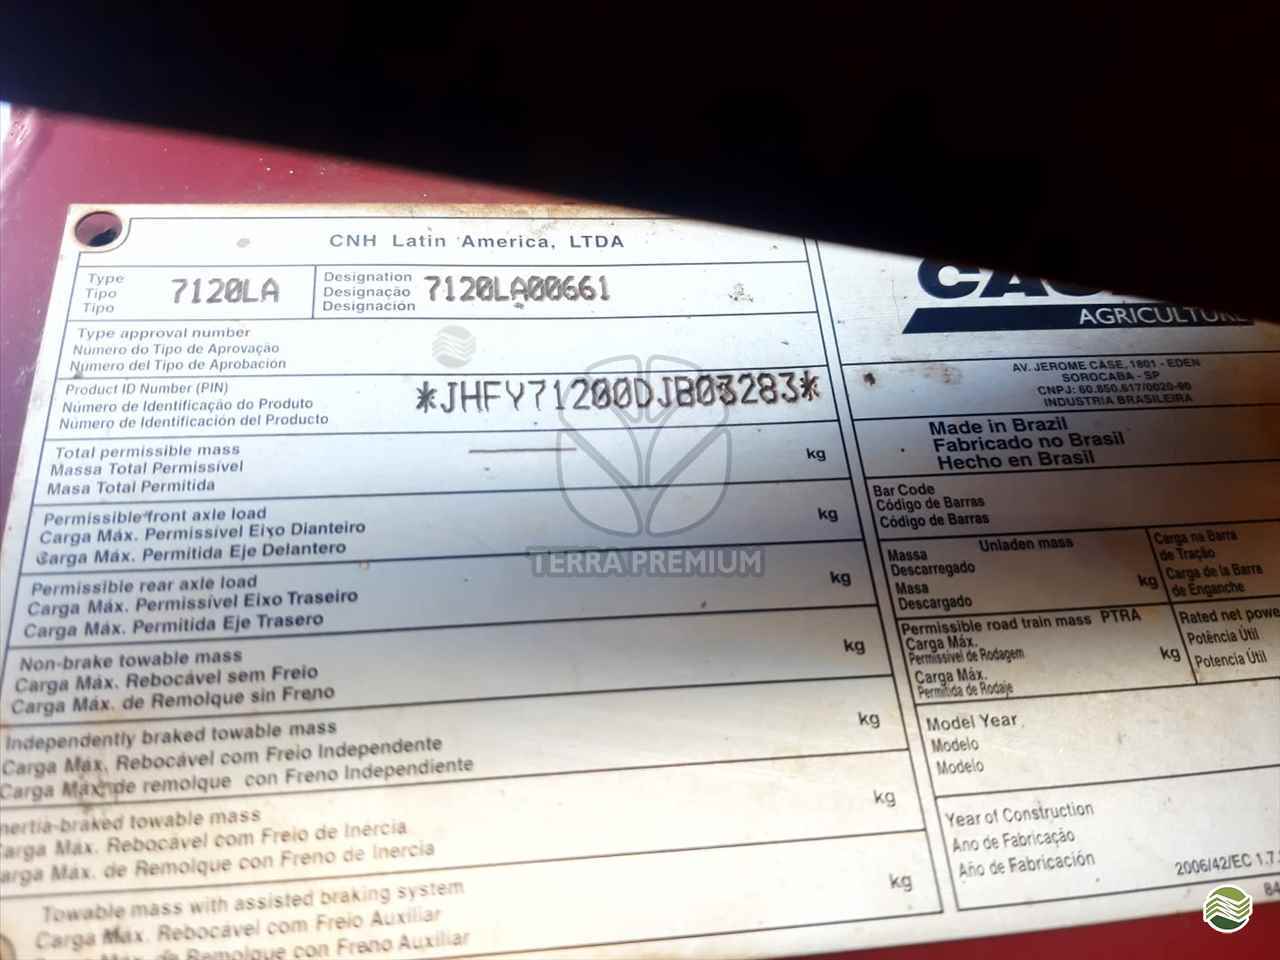 CNH Latin America, LTDA
Type
Tipo
Tipo
7120LA
Designation
Designação
Designación
7120LA00661
Type approval number
Número do Tipo de Aprovação
Número del Tipo de Aprobación
Product ID Number (PIN)
Número de Identificação do Produto
Número de Identificación del Producto
*JHFY71200DJB03283*
Total permissible mass
Massa Total Permissível
Masa Total Permitida
kg
Permissible front axle load
Carga Máx. Permissível Eixo Dianteiro
Carga Máx. Permitida Eje Delantero
kg
Permissible rear axle load
Carga Máx. Permissível Eixo Traseiro
Carga Máx. Permitida Eje Trasero
kg
Non-brake towable mass
Carga Máx. Rebocável sem Freio
Carga Máx. de Remolque sin Freno
kg
Independently braked towable mass
Carga Máx. Rebocável com Freio Independente
Carga Máx. de remolque con Freno Independiente
kg
Inertia-braked towable mass
Carga Máx. Rebocável com Freio de Inercia
Carga Máx. de Remolque con Freno de Inercia
kg
Towable mass with assisted braking system
Carga Máx. Rebocável com Freio Auxiliar
Carga Máx. de Remolque con Freno Auxiliar
kg
AGRICULTURE
AV. JEROME CASE, 1801 - EDEN
SOROCABA - SP
CNPJ: 60.850.617/0020-90
INDUSTRIA BRASILEIRA
Made in Brazil
Fabricado no Brasil
Hecho en Brasil
Bar Code
Código de Barras
Código de Barras
Unladen mass
Massa
Descarregado
Masa
Descargado
kg
Carga na Barra
de Tração
Carga de la Barra
de Enganche
Permissible road train mass PTRA
Carga Máx.
Permissível de Rodagem
Carga Máx.
Permitida de Rodaje
kg
Rated net powe
Potência Útil
Potencia Útil
Model Year
Modelo
Modelo
Year of Construction
Ano de Fabricação
Año de Fabricación
2006/42/EC 1.7.
84
TERRA PREMIUM